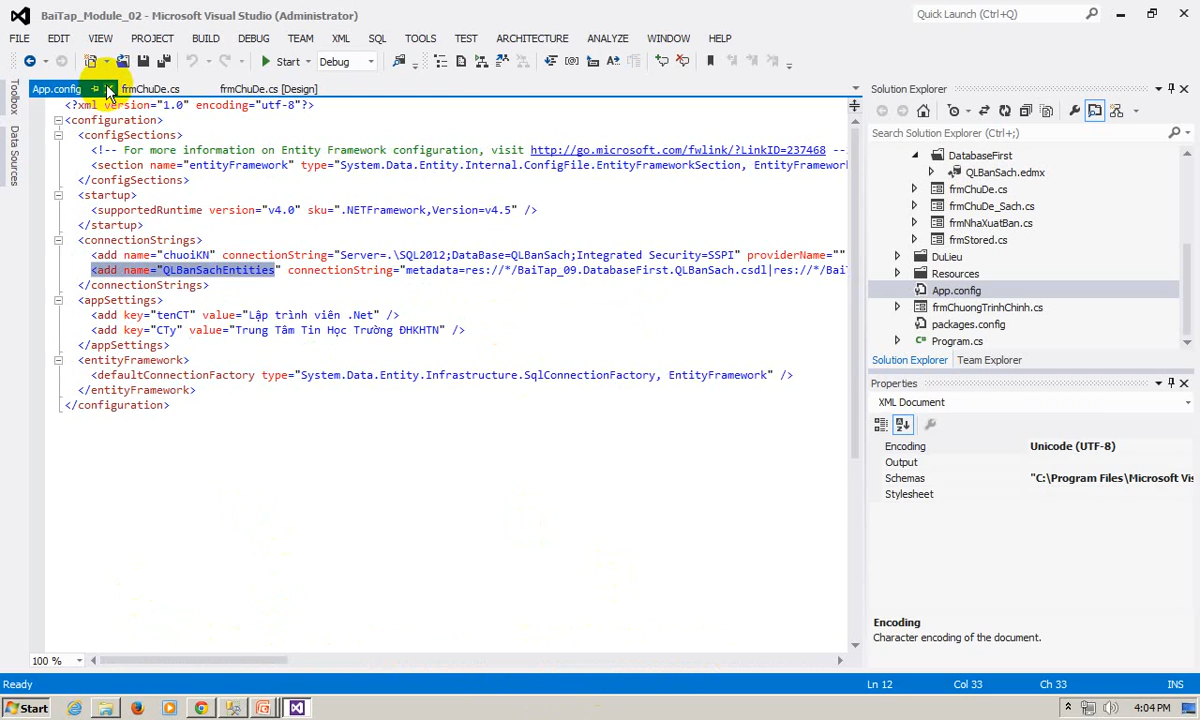 BaiTap_Module_02 - Microsoft Visual Studio (Administrator)
Quick Launch (Ctrl+Q)
FILE EDIT VIEW PROJECT BUILD DEBUG TEAM XML SQL TOOLS TEST ARCHITECTURE ANALYZE WINDOW HELP
Start Debug
App.config frmChuDe.cs frmChuDe.cs [Design]
Toolbox
Data Sources
<?xml version="1.0" encoding="utf-8"?>
<configuration>
<configSections>
<!-- For more information on Entity Framework configuration, visit http://go.microsoft.com/fwlink/?LinkID=237468 --
<section name="entityFramework" type="System.Data.Entity.Internal.ConfigFile.EntityFrameworkSection, EntityFramework
</configSections>
<startup>
<supportedRuntime version="v4.0" sku=".NETFramework,Version=v4.5" />
</startup>
<connectionStrings>
<add name="chuoiKN" connectionString="Server=.\SQL2012;DataBase=QLBanSach;Integrated Security=SSPI" providerName=""
<add name="QLBanSachEntities" connectionString="metadata=res://*/BaiTap_09.DatabaseFirst.QLBanSach.csdl|res://*/BaiT
</connectionStrings>
<appSettings>
<add key="tenCT" value="Lập trình viên .Net" />
<add key="CTy" value="Trung Tâm Tin Học Trường ĐHKHTN" />
</appSettings>
<entityFramework>
<defaultConnectionFactory type="System.Data.Entity.Infrastructure.SqlConnectionFactory, EntityFramework" />
</entityFramework>
</configuration>
100 %
Solution Explorer
Search Solution Explorer (Ctrl+;)
DatabaseFirst
QLBanSach.edmx
frmChuDe.cs
frmChuDe_Sach.cs
frmNhaXuatBan.cs
frmStored.cs
DuLieu
Resources
App.config
frmChuongTrinhChinh.cs
packages.config
Program.cs
Solution Explorer Team Explorer
Properties
XML Document
Encoding Unicode (UTF-8)
Output
Schemas "C:\Program Files\Microsoft Vis
Stylesheet
Encoding
Character encoding of the document.
Ready Ln 12 Col 33 Ch 33 INS
Start 4:04 PM